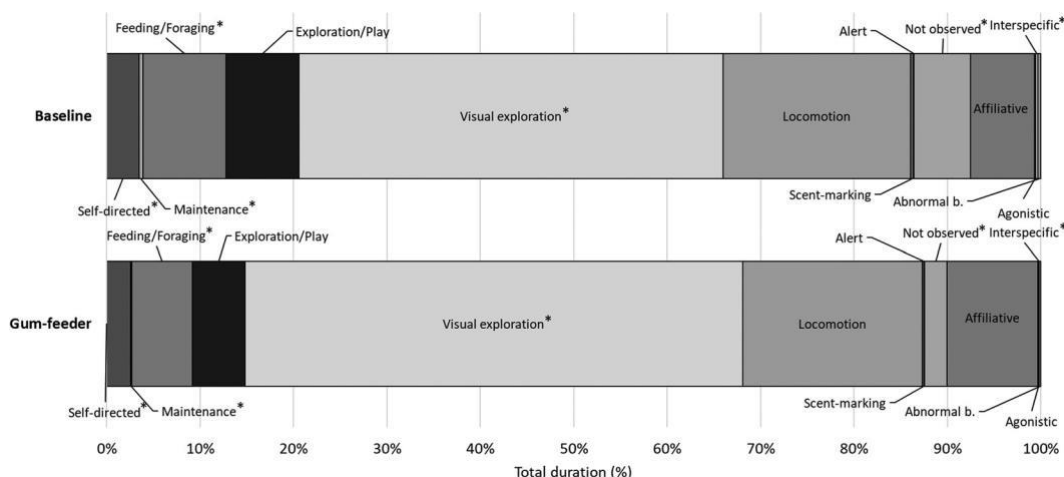 Feeding/Foraging* Exploration/Play Alert Not observed* Interspecific*
Baseline Visual exploration* Locomotion Affiliative
Self-directed* Maintenance* Scent-marking Abnormal b. Agonistic
Feeding/Foraging* Exploration/Play Alert Not observed* Interspecific*
Gum-feeder Visual exploration* Locomotion Affiliative
Self-directed* Maintenance* Scent-marking Abnormal b. Agonistic
0% 10% 20% 30% 40% 50% 60% 70% 80% 90% 100%
Total duration (%)